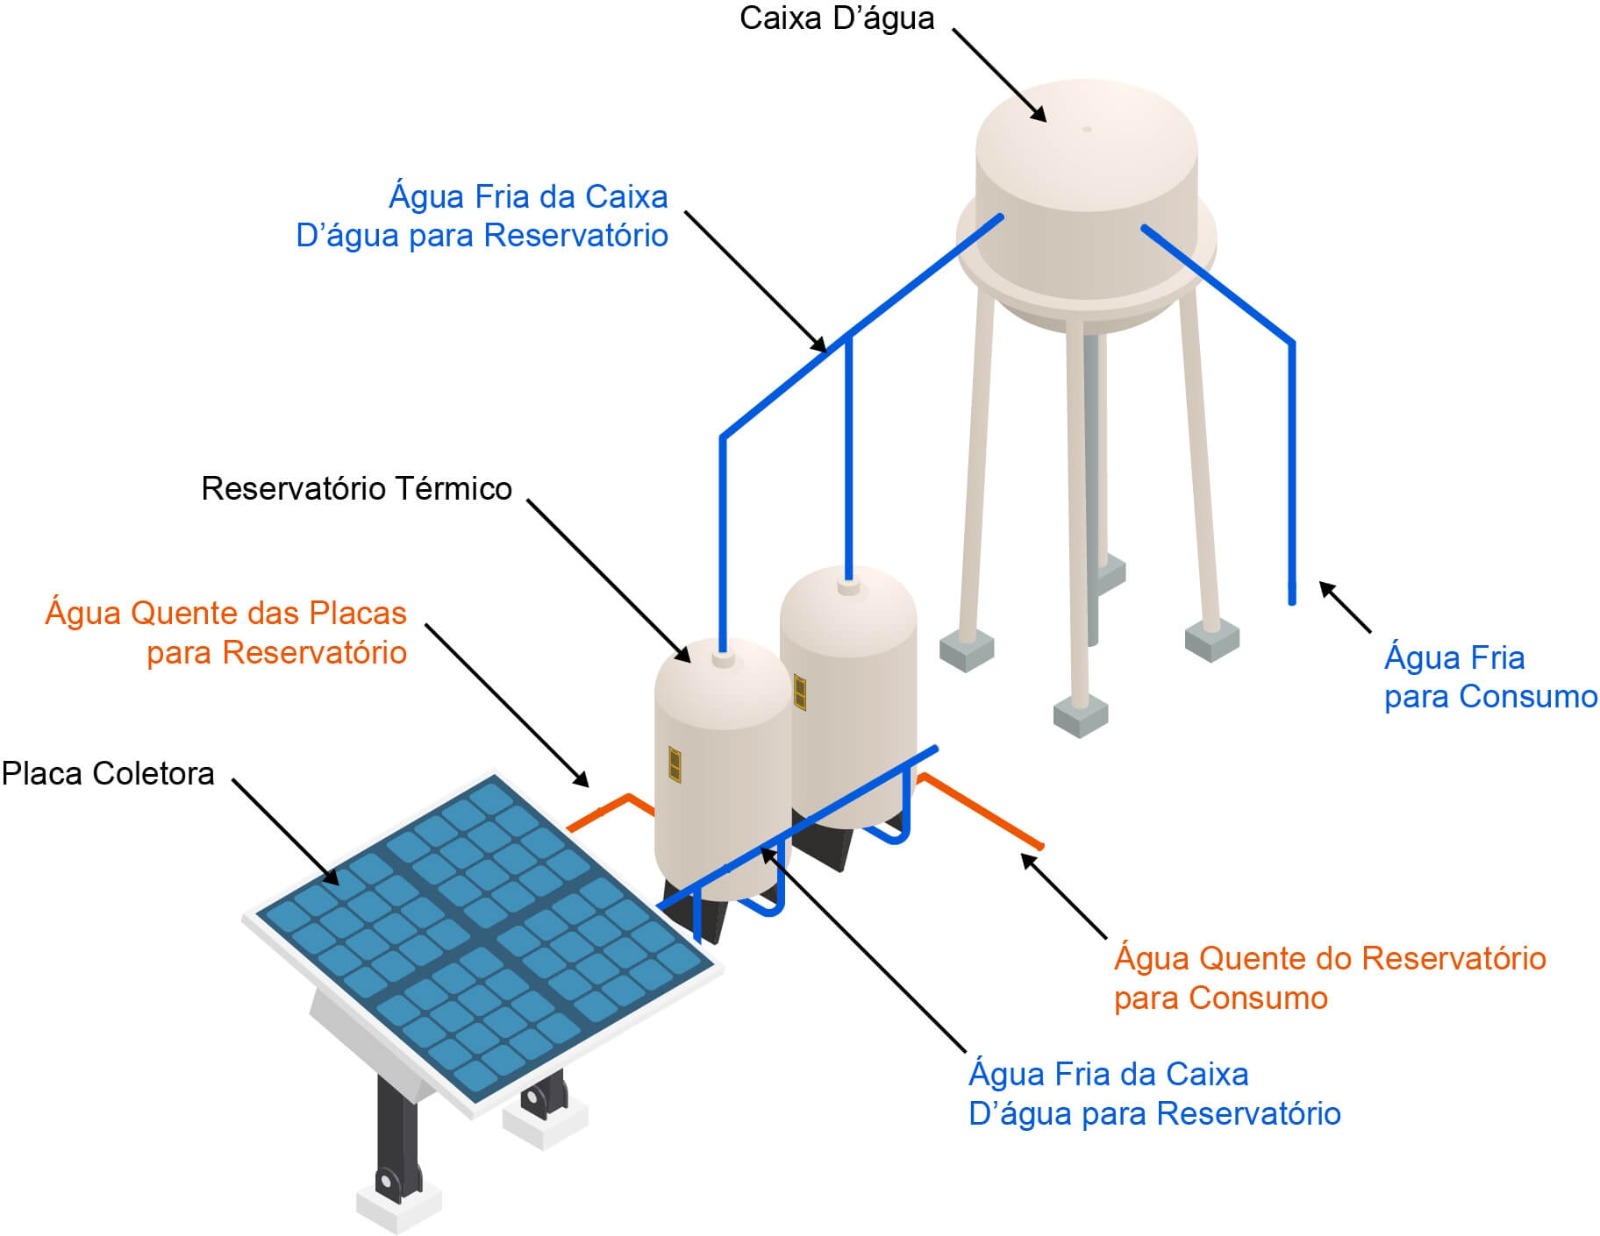 Caixa D’água
Água Fria da Caixa
D’água para Reservatório
Reservatório Térmico
Água Quente das Placas
para Reservatório
Água Fria
para Consumo
Placa Coletora
Água Quente do Reservatório
para Consumo
Água Fria da Caixa
D’água para Reservatório